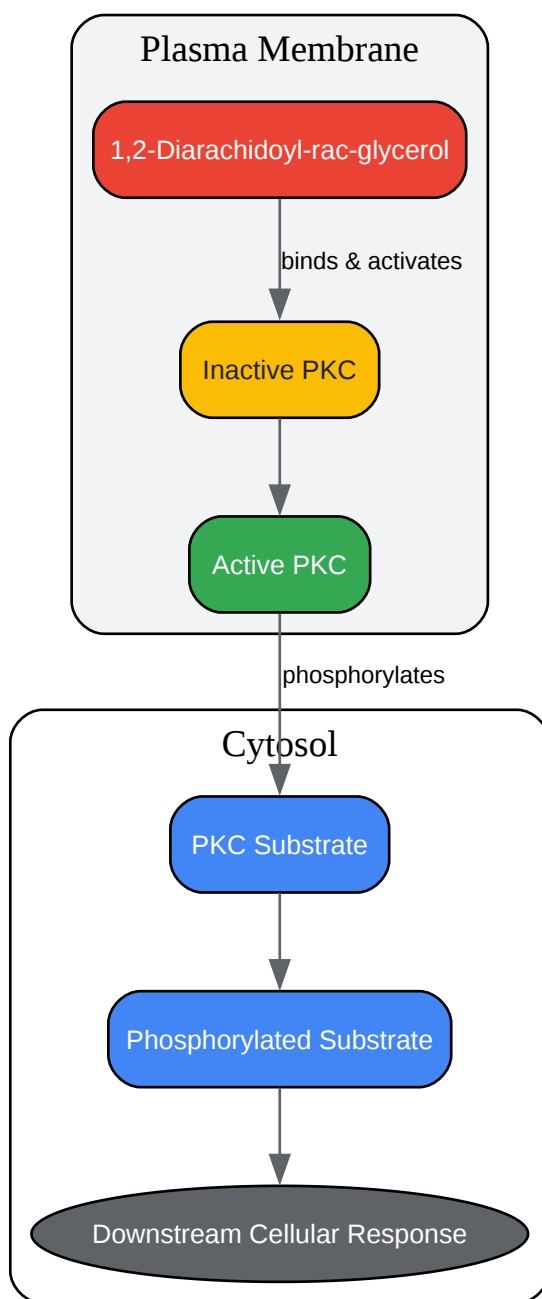 Plasma Membrane
1,2-Diarachidoyl-rac-glycerol
binds & activates
Inactive PKC
Active PKC
phosphorylates
Cytosol
PKC Substrate
Phosphorylated Substrate
Downstream Cellular Response